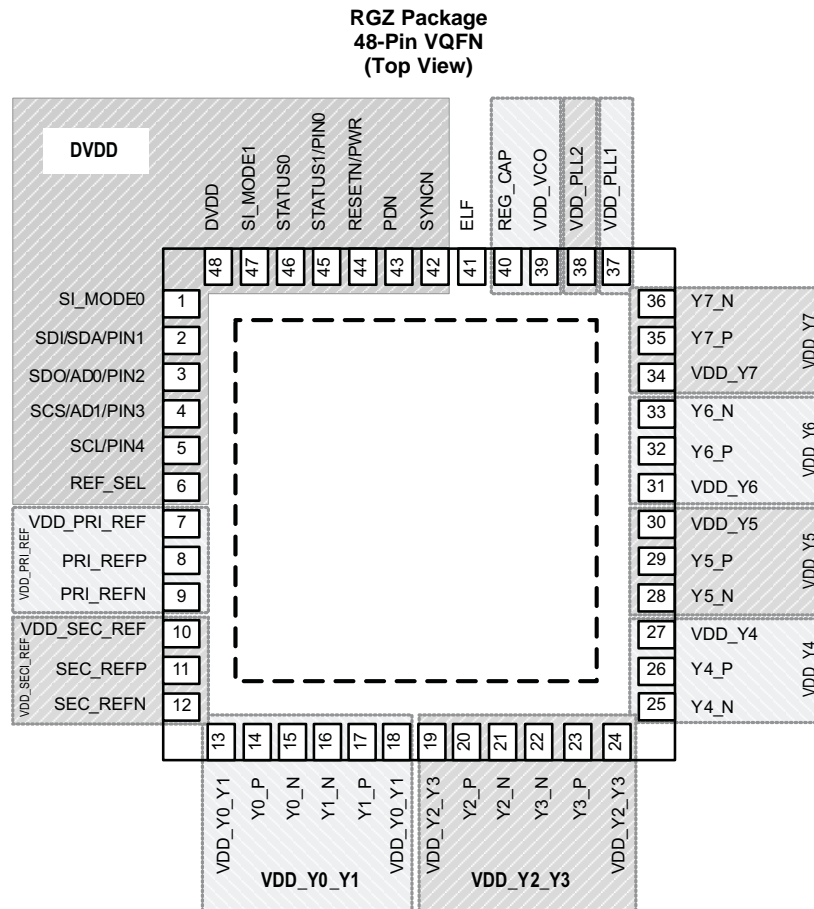 RGZ Package
48-Pin VQFN
(Top View)
DVDD
DVDD
SI_MODE1
STATUS0
STATUS1/PIN0
RESETN/PWR
PDN
SYNCN
ELF
REG_CAP
VDD_VCO
VDD_PLL2
VDD_PLL1
48
47
46
45
44
43
42
41
40
39
38
37
SI_MODE0
1
SDI/SDA/PIN1
2
SDO/AD0/PIN2
3
SCS/AD1/PIN3
4
SCL/PIN4
5
REF_SEL
6
VDD_PRI_REF
VDD_PRI_REF
7
PRI_REFP
8
PRI_REFN
9
VDD_SECI_REF
VDD_SEC_REF
10
SEC_REFP
11
SEC_REFN
12
36
Y7_N
35
Y7_P
34
VDD_Y7
VDD_Y7
33
Y6_N
32
Y6_P
31
VDD_Y6
VDD_Y6
30
VDD_Y5
29
Y5_P
28
Y5_N
VDD_Y5
27
VDD_Y4
26
Y4_P
25
Y4_N
VDD_Y4
13
14
15
16
17
18
19
20
21
22
23
24
VDD_Y0_Y1
Y0_P
Y0_N
Y1_N
Y1_P
VDD_Y0_Y1
VDD_Y2_Y3
Y2_P
Y2_N
Y3_N
Y3_P
VDD_Y2_Y3
VDD_Y0_Y1
VDD_Y2_Y3